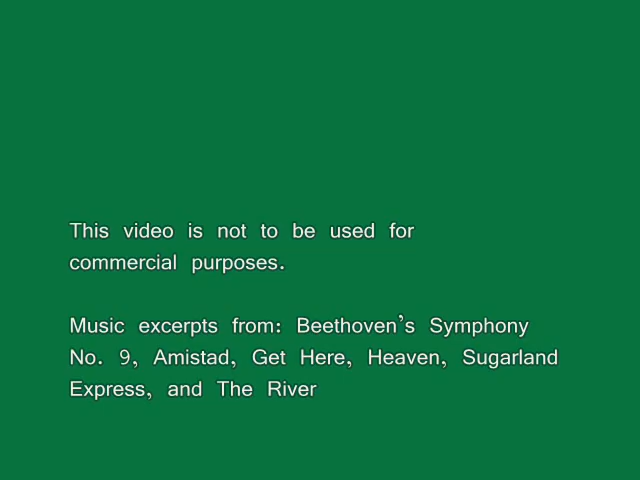 This video is not to be used for
commercial purposes.
Music excerpts from: Beethoven’s Symphony
No. 9, Amistad, Get Here, Heaven, Sugarland
Express, and The River